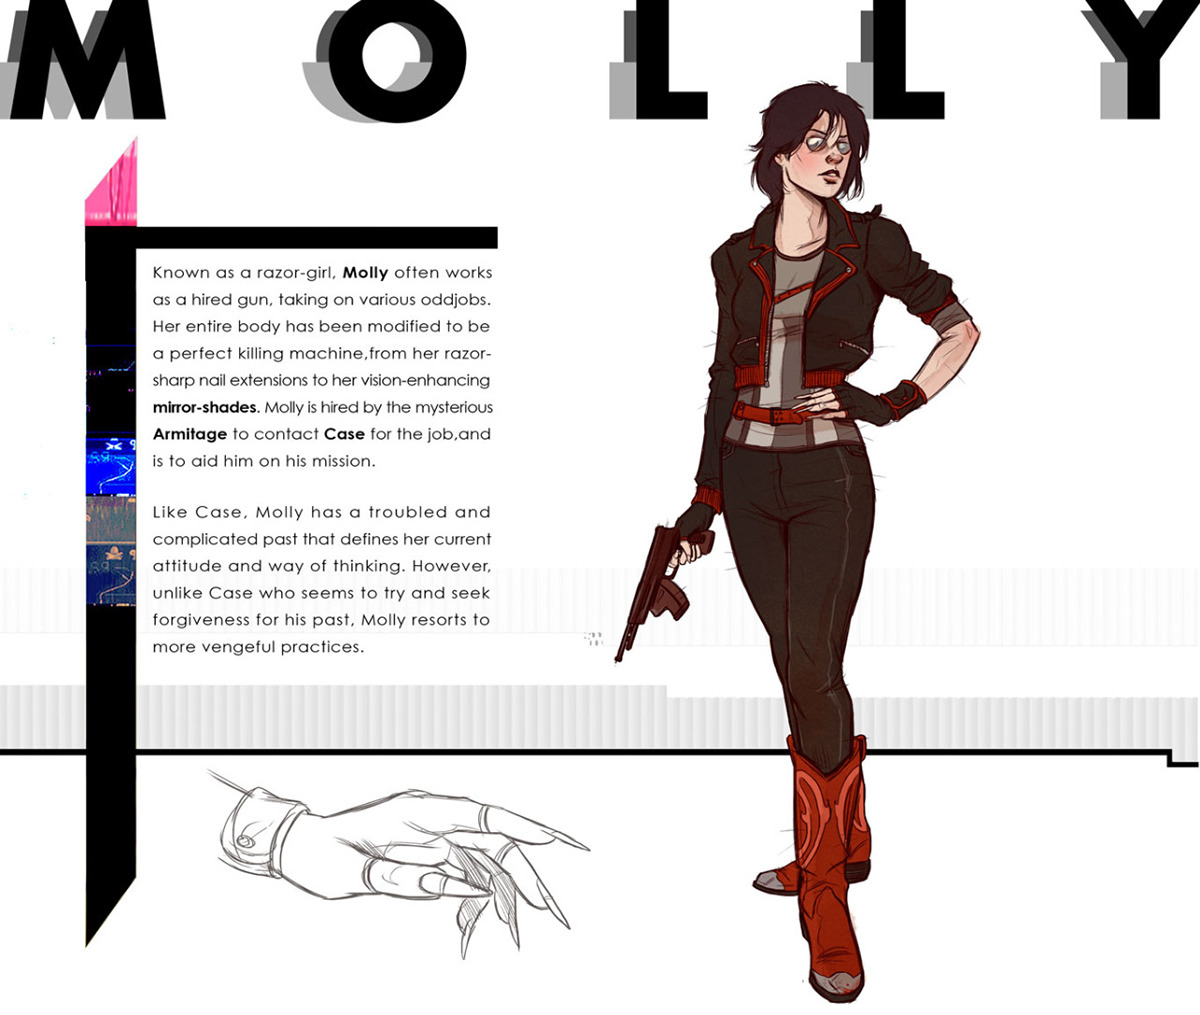 MOLLY
Known as a razor-girl, Molly often works
as a hired gun, taking on various oddjobs.
Her entire body has been modified to be
a perfect killing machine,from her razor-
sharp nail extensions to her vision-enhancing
mirror-shades. Molly is hired by the mysterious
Armitage to contact Case for the job,and
is to aid him on his mission.
Like Case, Molly has a troubled and
complicated past that defines her current
attitude and way of thinking. However,
unlike Case who seems to try and seek
forgiveness for his past, Molly resorts to
more vengeful practices.